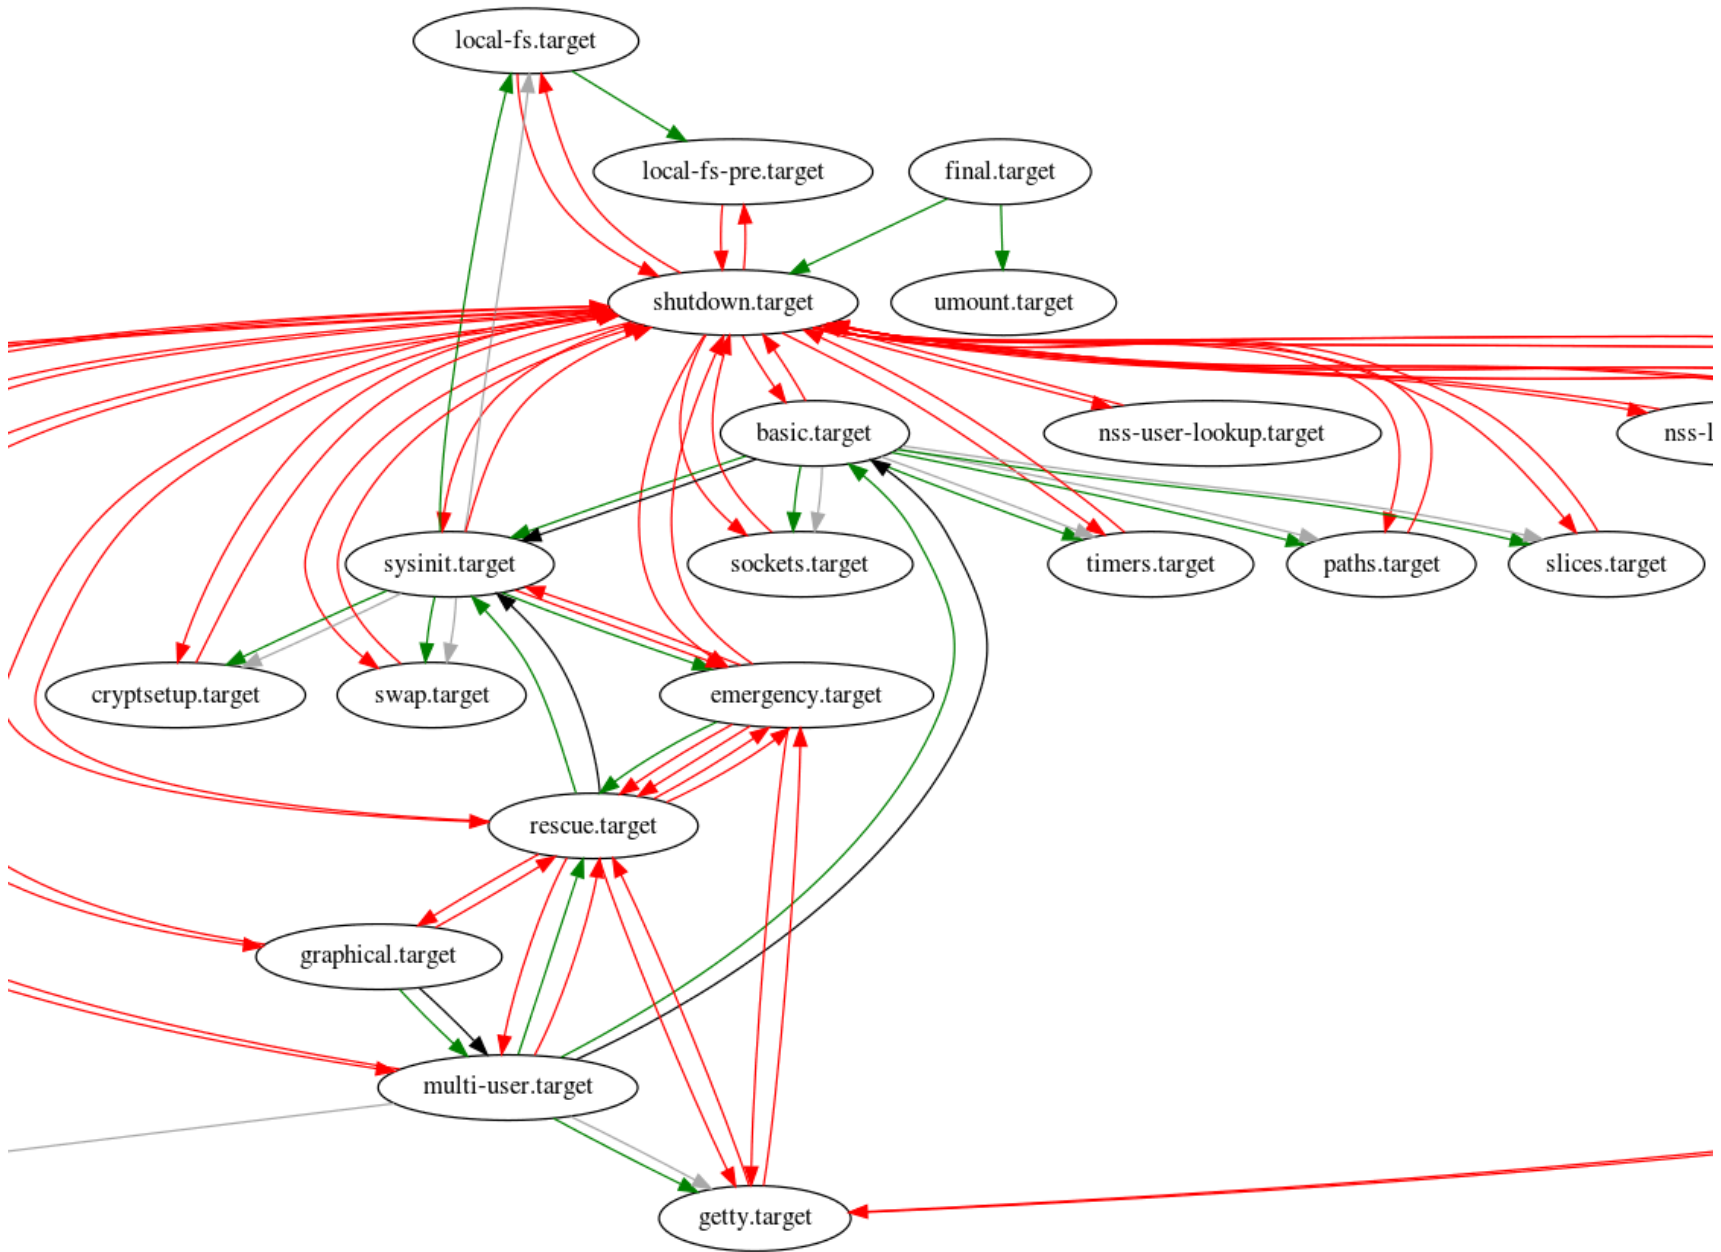 local-fs.target
local-fs-pre.target
final.target
shutdown.target
umount.target
basic.target
nss-user-lookup.target
nss-l
sysinit.target
sockets.target
timers.target
paths.target
slices.target
cryptsetup.target
swap.target
emergency.target
rescue.target
graphical.target
multi-user.target
getty.target